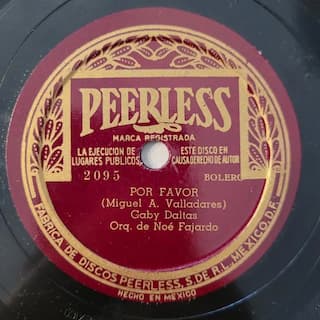 PEERLESS
MARCA REGISTRADA
LA EJECUCION DE ESTE DISCO EN
LUGARES PUBLICOS CAUSA DERECHO DE AUTOR
2095 BOLERO
POR FAVOR
(Miguel A. Valladares)
Gaby Daltas
Orq. de Noé Fajardo
FABRICA DE DISCOS PEERLESS, S. DE R.L. MEXICO, D.F.
HECHO EN MEXICO